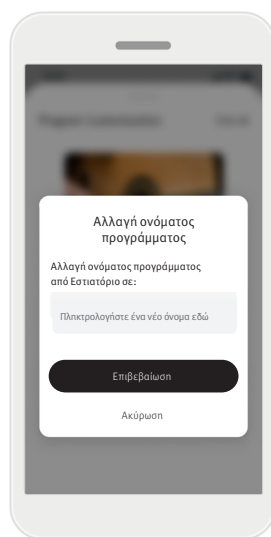 Αλλαγή ονόματος
προγράμματος
Αλλαγή ονόματος προγράμματος
από Εστιατόριο σε:
Πληκτρολογήστε ένα νέο όνομα εδώ
Επιβεβαίωση
Ακύρωση